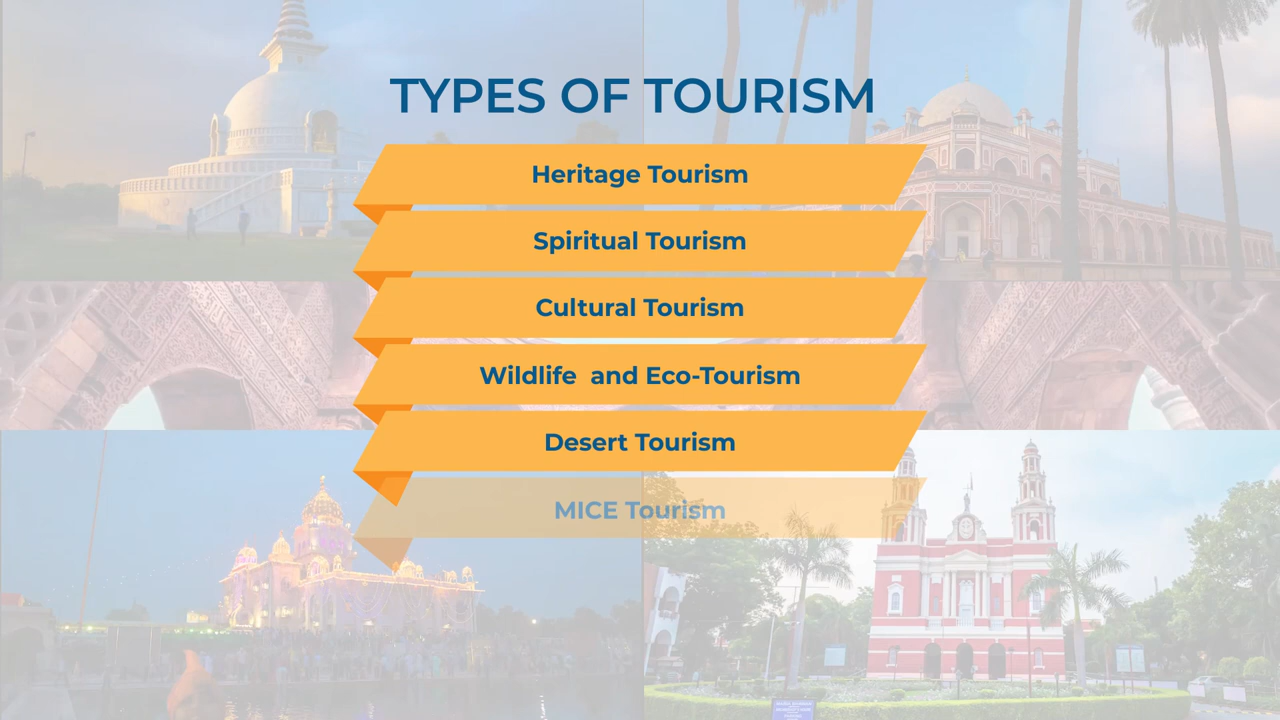 TYPES OF TOURISM
Heritage Tourism
Spiritual Tourism
Cultural Tourism
Wildlife  and Eco-Tourism
Desert Tourism
MICE Tourism